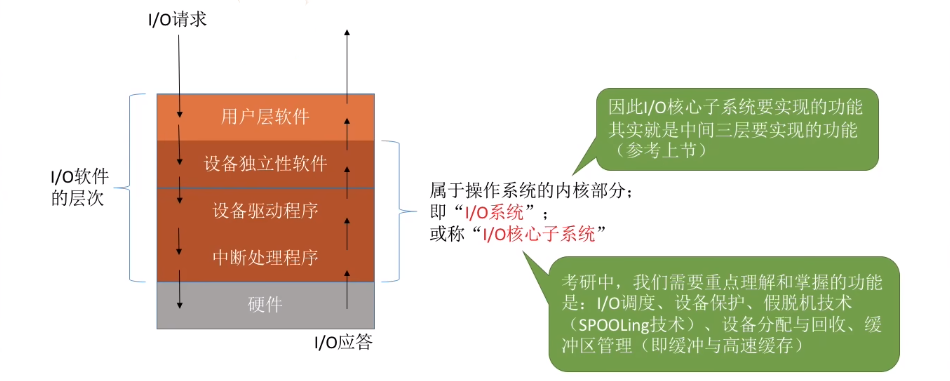 I/O请求
用户层软件
设备独立性软件
设备驱动程序
中断处理程序
硬件
I/O应答
I/O软件
的层次
属于操作系统的内核部分；
即“I/O系统”；
或称“I/O核心子系统”
因此I/O核心子系统要实现的功能
其实就是中间三层要实现的功能
（参考上节）
考研中，我们需要重点理解和掌握的功能
是：I/O调度、设备保护、假脱机技术
（SPOOLing技术）、设备分配与回收、缓
冲区管理（即缓冲与高速缓存）